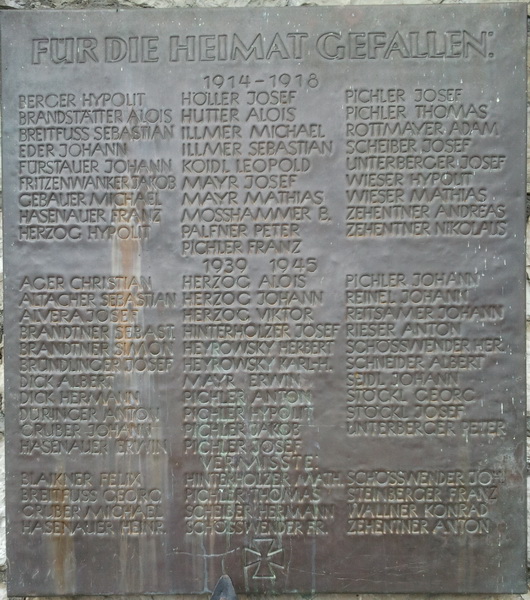 FÜR DIE HEIMAT GEFALLEN:
1914-1918
BERGER HYPOLIT
BRANDSTÄTTER ALOIS
BREITFUSS SEBASTIAN
EDER JOHANN
FÜRSTAUER JOHANN
FRITZENWANKER JAKOB
GEBAUER MICHAEL
HASENAUER FRANZ
HERZOG HYPOLIT
HÖLLER JOSEF
HUTTER ALOIS
ILLMER MICHAEL
ILLMER SEBASTIAN
KOIDL LEOPOLD
MAYR JOSEF
MAYR MATHIAS
MOSSHAMMER B.
PALFNER PETER
PICHLER FRANZ
PICHLER JOSEF
PICHLER THOMAS
ROTTMAYER ADAM
SCHEIBER JOSEF
UNTERBERGER JOSEF
WIESER HYPOLIT
WIESER MATHIAS
ZEHENTNER ANDREAS
ZEHENTNER NIKOLAUS
1939 1945
AGER CHRISTIAN
ALTACHER SEBASTIAN
ALVERA JOSEF
BRANDTNER SEBAST
BRANDTNER SIMON
BRÜNDLINGER JOSEF
DICK ALBERT
DICK HERMANN
DÜRINGER ANTON
GRUBER JOHANN
HASENAUER ERWIN
HERZOG ALOIS
HERZOG JOHANN
HERZOG VIKTOR
HINTERHOLZER JOSEF
HEYROWSKY HERBERT
HEYROWSKY KARL H.
MAYR ERWIN
PICHLER ANTON
PICHLER HYPOLIT
PICHLER JAKOB
PICHLER JOSEF
PICHLER JOHANN
REINEL JOHANN
REITSAMER JOHANN
RIESER ANTON
SCHÖSSWENDER HER.
SCHNEIDER ALBERT
SEIDL JOHANN
STÖCKL GEORG
STÖCKL JOSEF
UNTERBERGER PETER
VERMISSTE:
BLAIKNER FELIX
BREITFUSS GEORG
GRUBER MICHAEL
HASENAUER HEINR.
HINTERHOLZER MATH.
PICHLER THOMAS
SCHEIBER HERMANN
SCHÖSSWENDER FR.
SCHÖSSWENDER JOH
STEINBERGER FRANZ
WALLNER KONRAD
ZEHENTNER ANTON